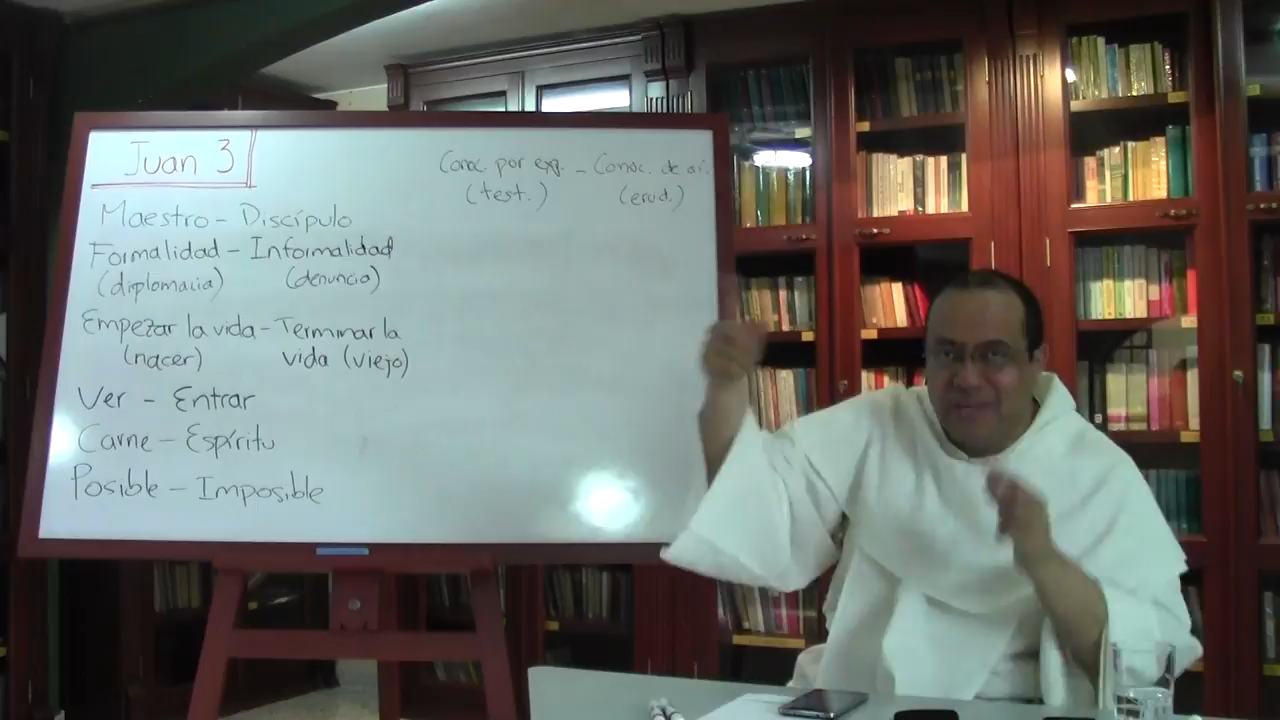 Juan 3
Conoc. por exp. - Conoc. de oí.
(test.) (erud.)
Maestro - Discípulo
Formalidad - Informalidad
(diplomacia) (denuncia)
Empezar la vida - Terminar la
(nacer) vida (viejo)
Ver - Entrar
Carne - Espíritu
Posible - Imposible